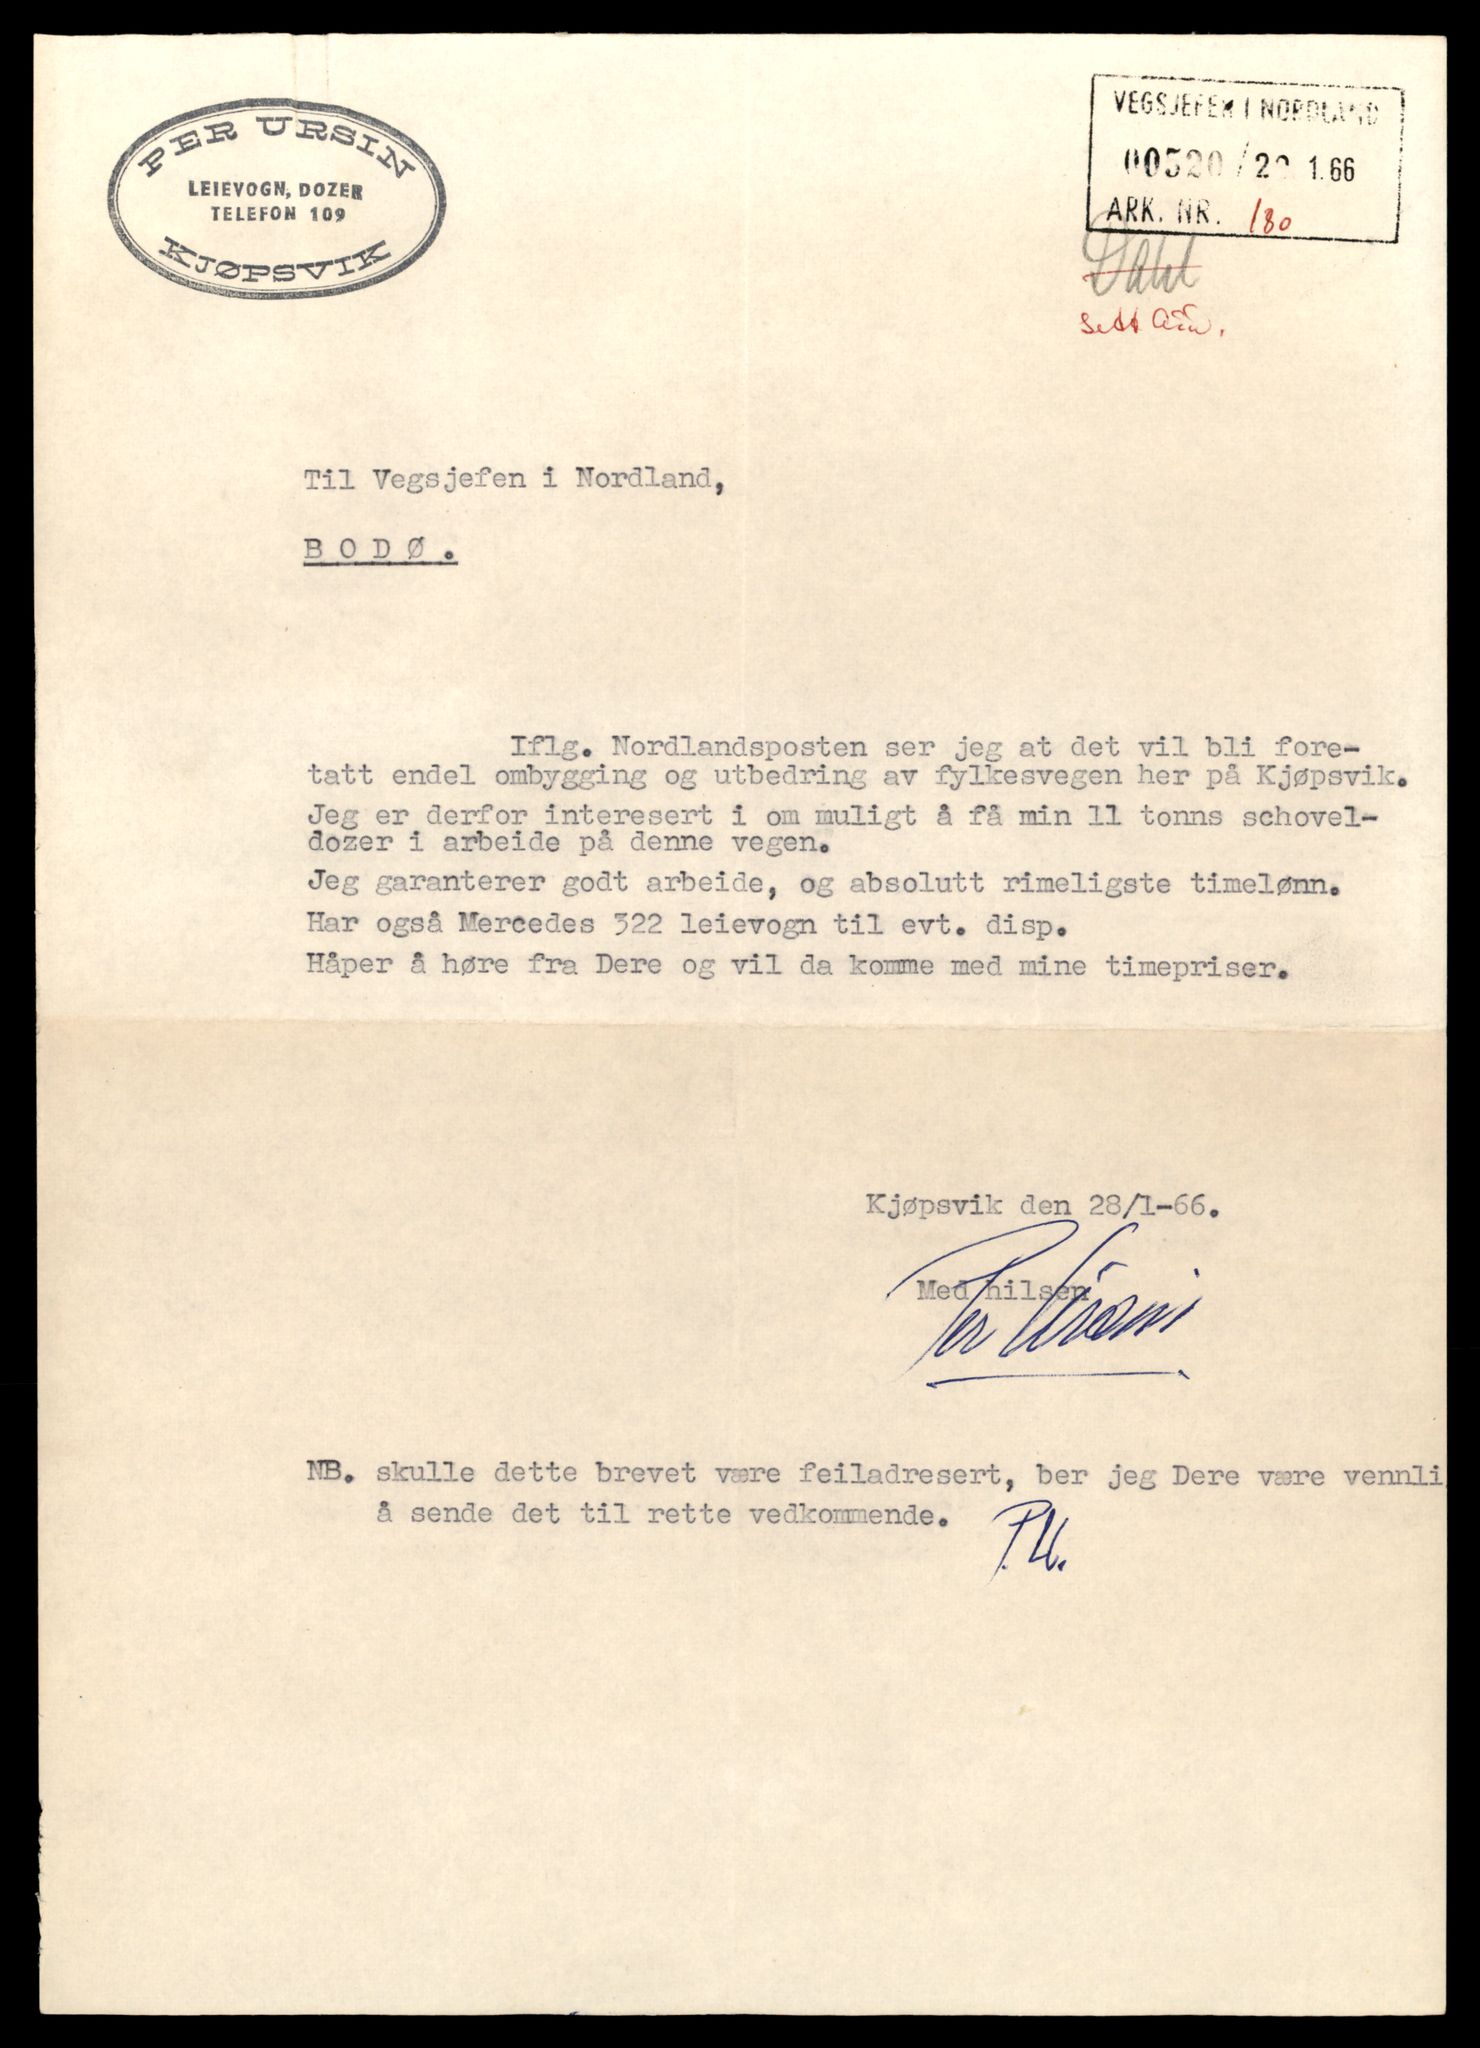 PER URSIN
LEIEVOGN, DOZER
TELEFON 109
KJØPSVIK
VEGSJEFEN I NORDLAND
00520 / 29 1.66
ARK. NR. 180
Dahl
sett
Til Vegsjefen i Nordland,
BODØ.
Iflg. Nordlandsposten ser jeg at det vil bli fore-
tatt endel ombygging og utbedring av fylkesvegen her på Kjøpsvik.
Jeg er derfor interesert i om muligt å få min 11 tonns schovel-
dozer i arbeide på denne vegen.
Jeg garanterer godt arbeide, og absolutt rimeligste timelønn.
Har også Mercedes 322 leievogn til evt. disp.
Håper å høre fra Dere og vil da komme med mine timepriser.
Kjøpsvik den 28/1-66.
Med hilsen
Per Ursin
NB. skulle dette brevet være feiladresert, ber jeg Dere være vennli
å sende det til rette vedkommende.
P.U.